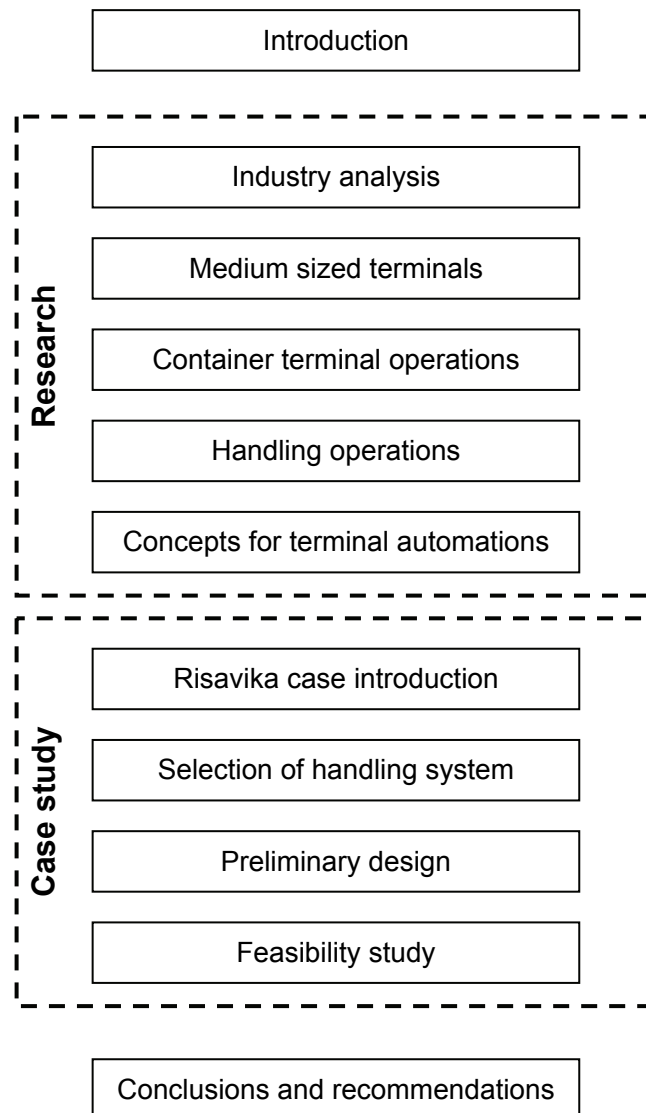 Introduction
Research
Industry analysis
Medium sized terminals
Container terminal operations
Handling operations
Concepts for terminal automations
Case study
Risavika case introduction
Selection of handling system
Preliminary design
Feasibility study
Conclusions and recommendations